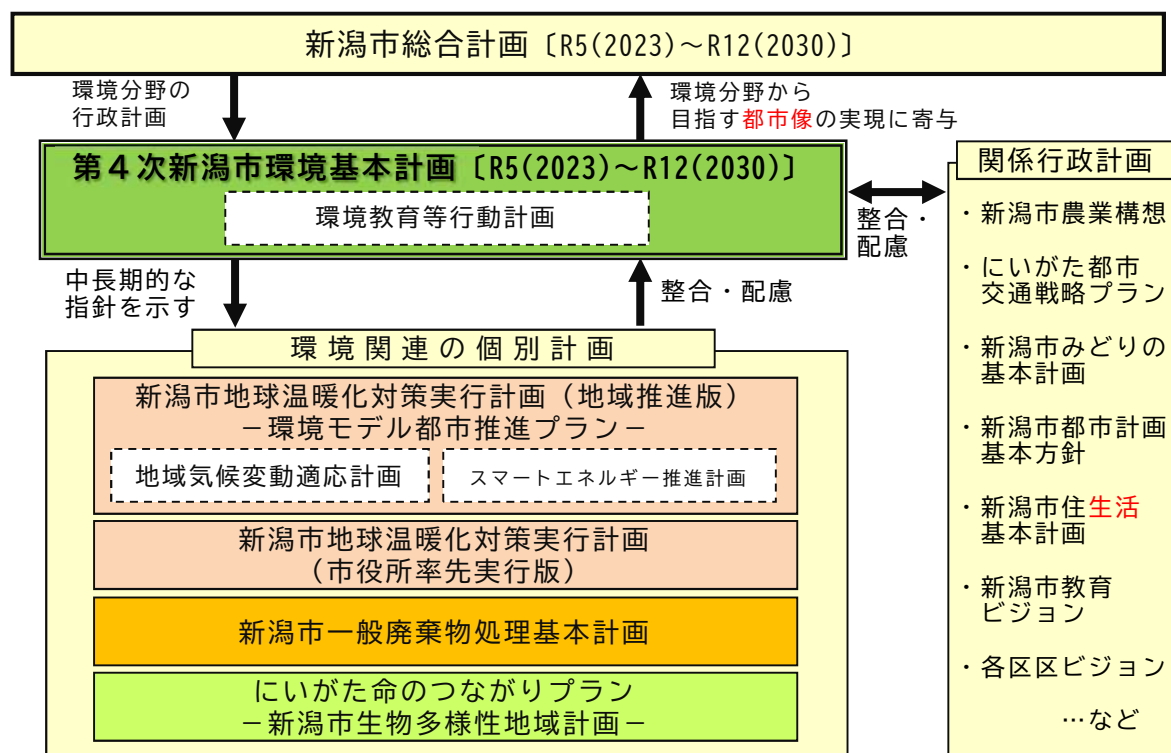 新潟市総合計画〔R5(2023)～R12(2030)〕
環境分野の
行政計画
環境分野から
目指す都市像の実現に寄与
第４次新潟市環境基本計画〔R5(2023)～R12(2030)〕
環境教育等行動計画
整合・
配慮
中長期的な
指針を示す
整合・配慮
環境関連の個別計画
新潟市地球温暖化対策実行計画（地域推進版）
－環境モデル都市推進プラン－
地域気候変動適応計画
スマートエネルギー推進計画
新潟市地球温暖化対策実行計画
（市役所率先実行版）
新潟市一般廃棄物処理基本計画
にいがた命のつながりプラン
－新潟市生物多様性地域計画－
関係行政計画
・新潟市農業構想
・にいがた都市
交通戦略プラン
・新潟市みどりの
基本計画
・新潟市都市計画
基本方針
・新潟市住生活
基本計画
・新潟市教育
ビジョン
・各区区ビジョン
…など